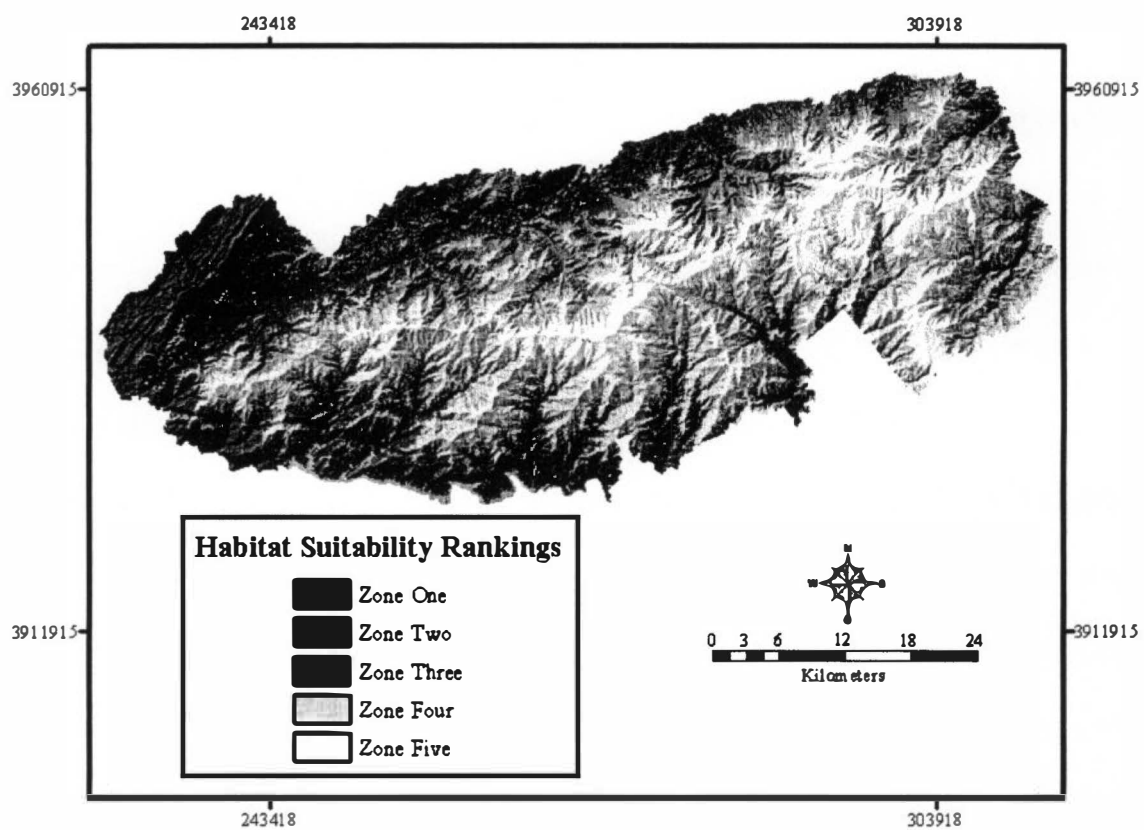 243418 303918
3960915 3960915
Habitat Suitability Rankings
Zone One
Zone Two
Zone Three
Zone Four
Zone Five
N
W
0 3 6 12 18 24
Kilometers
3911915 3911915
243418 303918